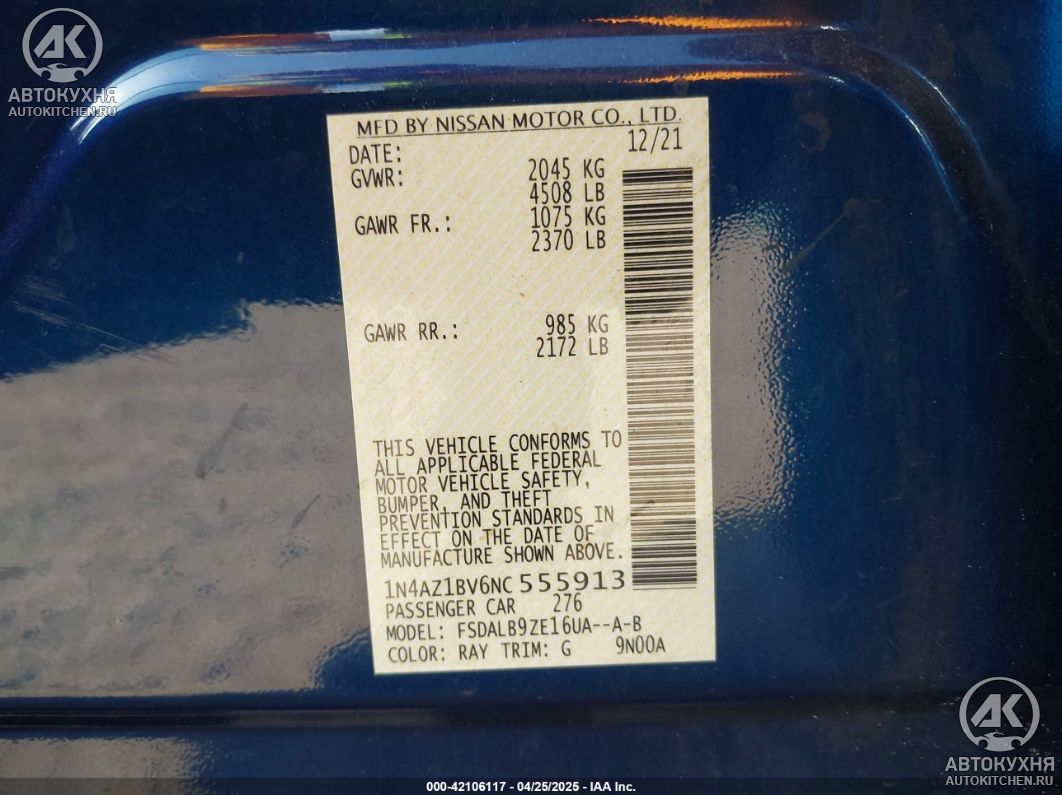 АК
АВТОКУХНЯ
AUTOKITCHEN.RU
MFD BY NISSAN MOTOR CO., LTD.
DATE: 12/21
GVWR: 2045 KG
4508 LB
GAWR FR.: 1075 KG
2370 LB
GAWR RR.: 985 KG
2172 LB
THIS VEHICLE CONFORMS TO
ALL APPLICABLE FEDERAL
MOTOR VEHICLE SAFETY,
BUMPER, AND THEFT
PREVENTION STANDARDS IN
EFFECT ON THE DATE OF
MANUFACTURE SHOWN ABOVE.
1N4AZ1BV6NC 555913
PASSENGER CAR 276
MODEL: FSDALB9ZE16UA--A-B
COLOR: RAY TRIM: G 9N00A
АК
АВТОКУХНЯ
AUTOKITCHEN.RU
000-42106117 - 04/25/2025 - IAA Inc.